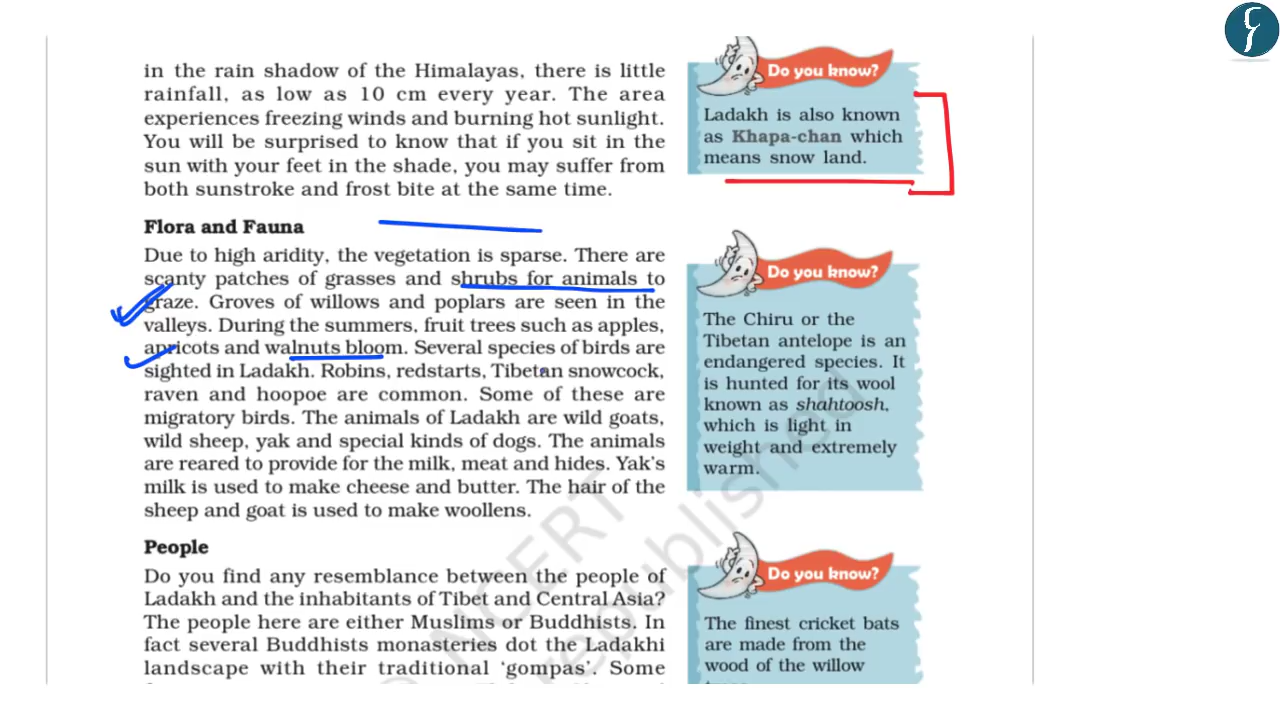 in the rain shadow of the Himalayas, there is little
rainfall, as low as 10 cm every year. The area
experiences freezing winds and burning hot sunlight.
You will be surprised to know that if you sit in the
sun with your feet in the shade, you may suffer from
both sunstroke and frost bite at the same time.
Flora and Fauna
Due to high aridity, the vegetation is sparse. There are
scanty patches of grasses and shrubs for animals to
graze. Groves of willows and poplars are seen in the
valleys. During the summers, fruit trees such as apples,
apricots and walnuts bloom. Several species of birds are
sighted in Ladakh. Robins, redstarts, Tibetan snowcock,
raven and hoopoe are common. Some of these are
migratory birds. The animals of Ladakh are wild goats,
wild sheep, yak and special kinds of dogs. The animals
are reared to provide for the milk, meat and hides. Yak's
milk is used to make cheese and butter. The hair of the
sheep and goat is used to make woollens.
People
Do you find any resemblance between the people of
Ladakh and the inhabitants of Tibet and Central Asia?
The people here are either Muslims or Buddhists. In
fact several Buddhists monasteries dot the Ladakhi
landscape with their traditional 'gompas'. Some
Do you know?
Ladakh is also known
as Khapa-chan which
means snow land.
Do you know?
The Chiru or the
Tibetan antelope is an
endangered species. It
is hunted for its wool
known as shahtoosh,
which is light in
weight and extremely
warm.
Do you know?
The finest cricket bats
are made from the
wood of the willow
NCERT
republished